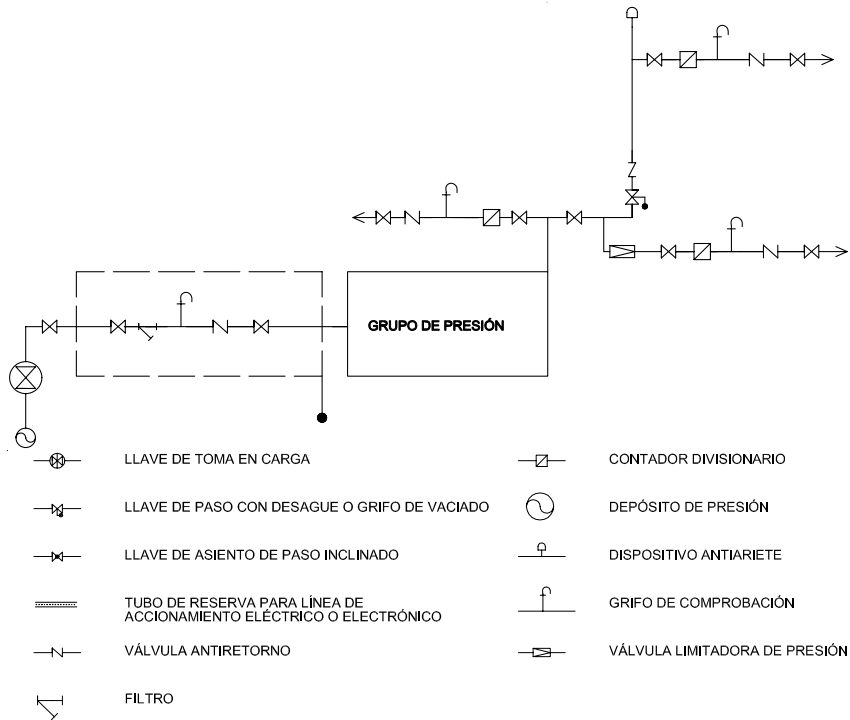 GRUPO DE PRESIÓN
LLAVE DE TOMA EN CARGA
LLAVE DE PASO CON DESAGUE O GRIFO DE VACIADO
LLAVE DE ASIENTO DE PASO INCLINADO
TUBO DE RESERVA PARA LÍNEA DE
ACCIONAMIENTO ELÉCTRICO O ELECTRÓNICO
VÁLVULA ANTIRETORNO
FILTRO
CONTADOR DIVISIONARIO
DEPÓSITO DE PRESIÓN
DISPOSITIVO ANTIARIETE
GRIFO DE COMPROBACIÓN
VÁLVULA LIMITADORA DE PRESIÓN